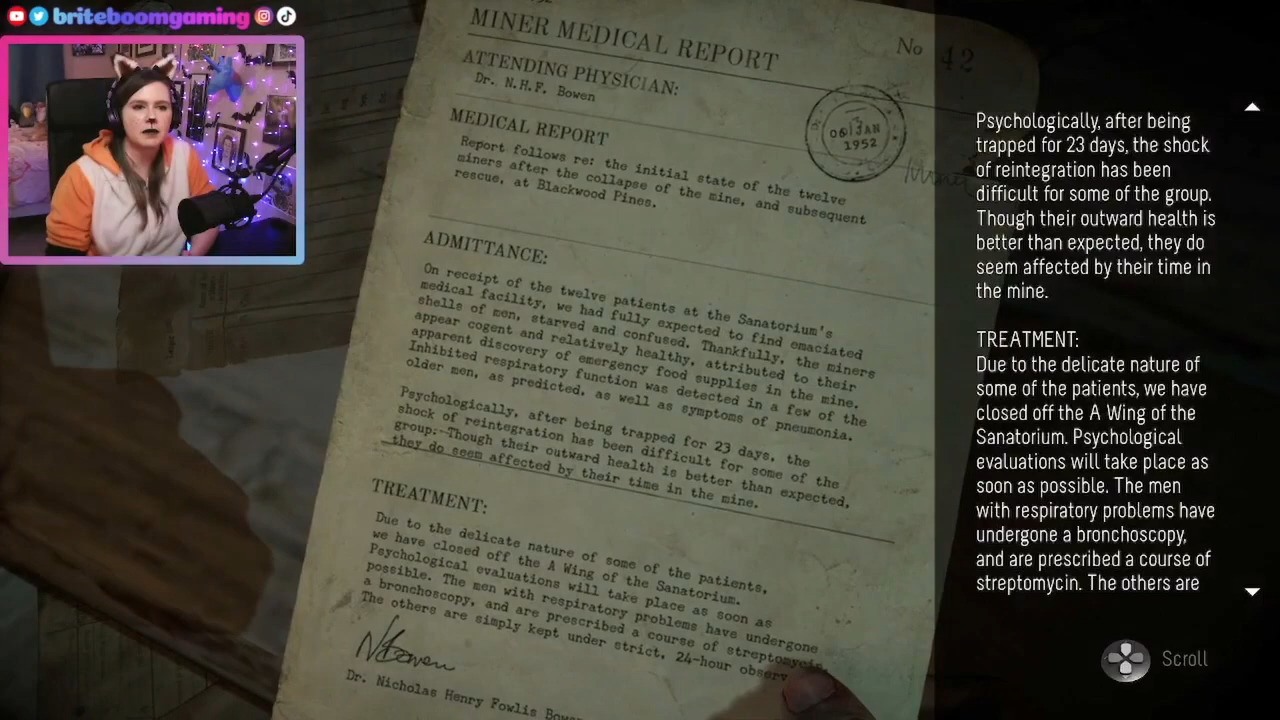 briteboomgaming
MINER MEDICAL REPORT
No 42
ATTENDING PHYSICIAN:
Dr. N.H.F. Bowen
06 JAN
1952
MEDICAL REPORT
Report follows re: the initial state of the twelve
miners after the collapse of the mine, and subsequent
rescue, at Blackwood Pines.
ADMITTANCE:
On receipt of the twelve patients at the Sanatorium's
medical facility, we had fully expected to find emaciated
shells of men, starved and confused. Thankfully, the miners
appear cogent and relatively healthy, attributed to their
apparent discovery of emergency food supplies in the mine.
Inhibited respiratory function was detected in a few of the
older men, as predicted, as well as symptoms of pneumonia.
Psychologically, after being trapped for 23 days, the
shock of reintegration has been difficult for some of the
group. Though their outward health is better than expected,
they do seem affected by their time in the mine.
TREATMENT:
Due to the delicate nature of some of the patients,
we have closed off the A Wing of the Sanatorium.
Psychological evaluations will take place as soon as
possible. The men with respiratory problems have undergone
a bronchoscopy, and are prescribed a course of streptomycin.
The others are simply kept under strict, 24-hour observ
NBowen
Dr. Nicholas Henry Fowlis Bowen
Psychologically, after being
trapped for 23 days, the shock
of reintegration has been
difficult for some of the group.
Though their outward health is
better than expected, they do
seem affected by their time in
the mine.
TREATMENT:
Due to the delicate nature of
some of the patients, we have
closed off the A Wing of the
Sanatorium. Psychological
evaluations will take place as
soon as possible. The men
with respiratory problems have
undergone a bronchoscopy,
and are prescribed a course of
streptomycin. The others are
Scroll